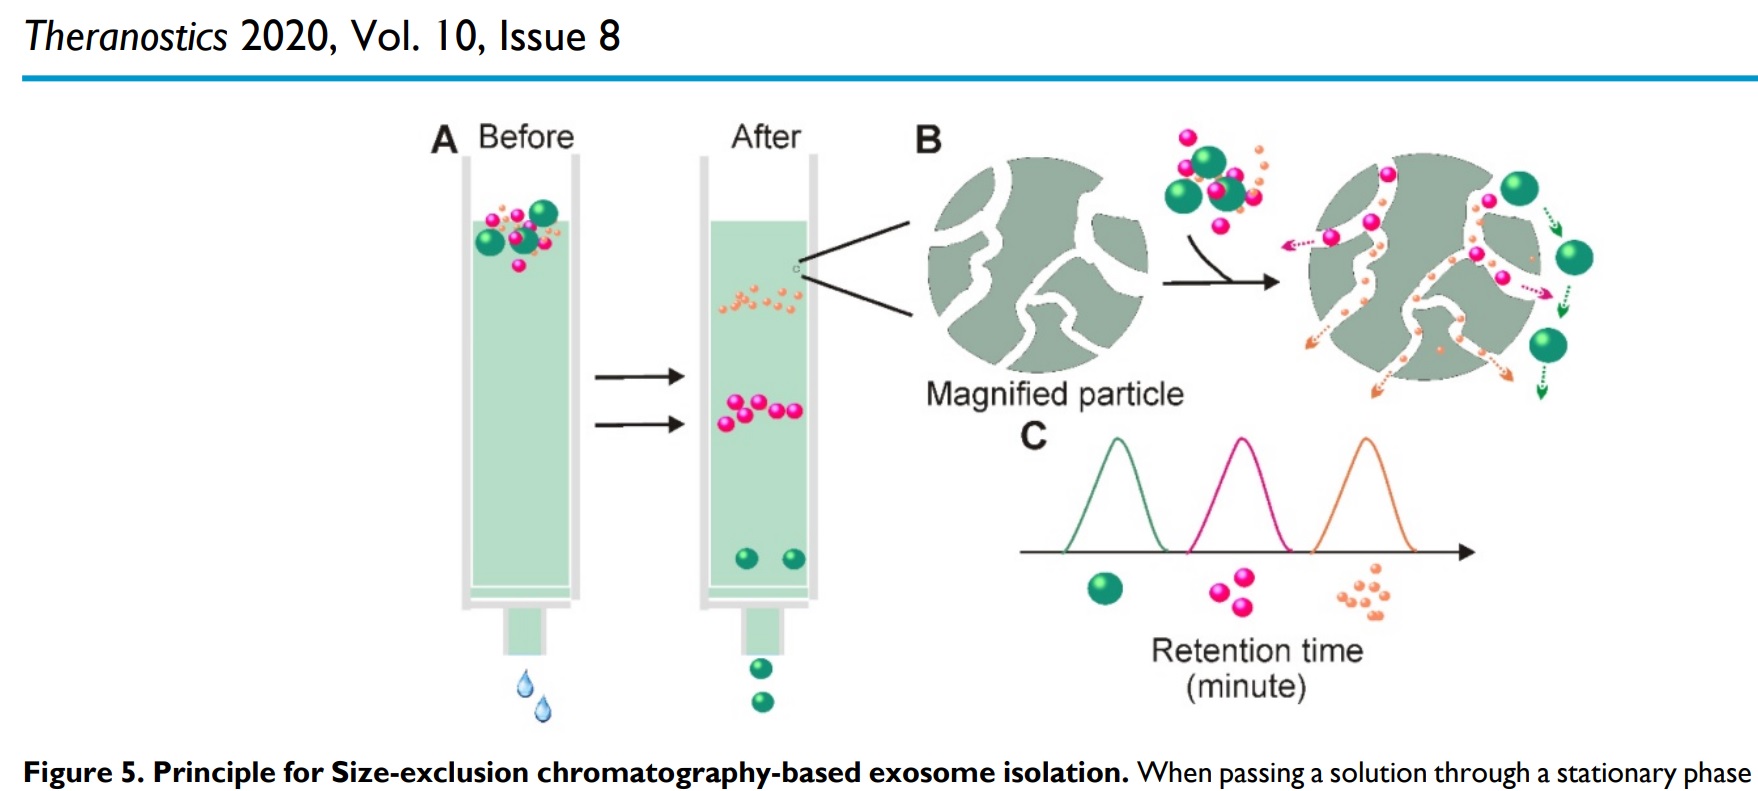 Theranostics 2020, Vol. 10, Issue 8
A Before After B
Magnified particle
C
Retention time
(minute)
Figure 5. Principle for Size-exclusion chromatography-based exosome isolation. When passing a solution through a stationary phase